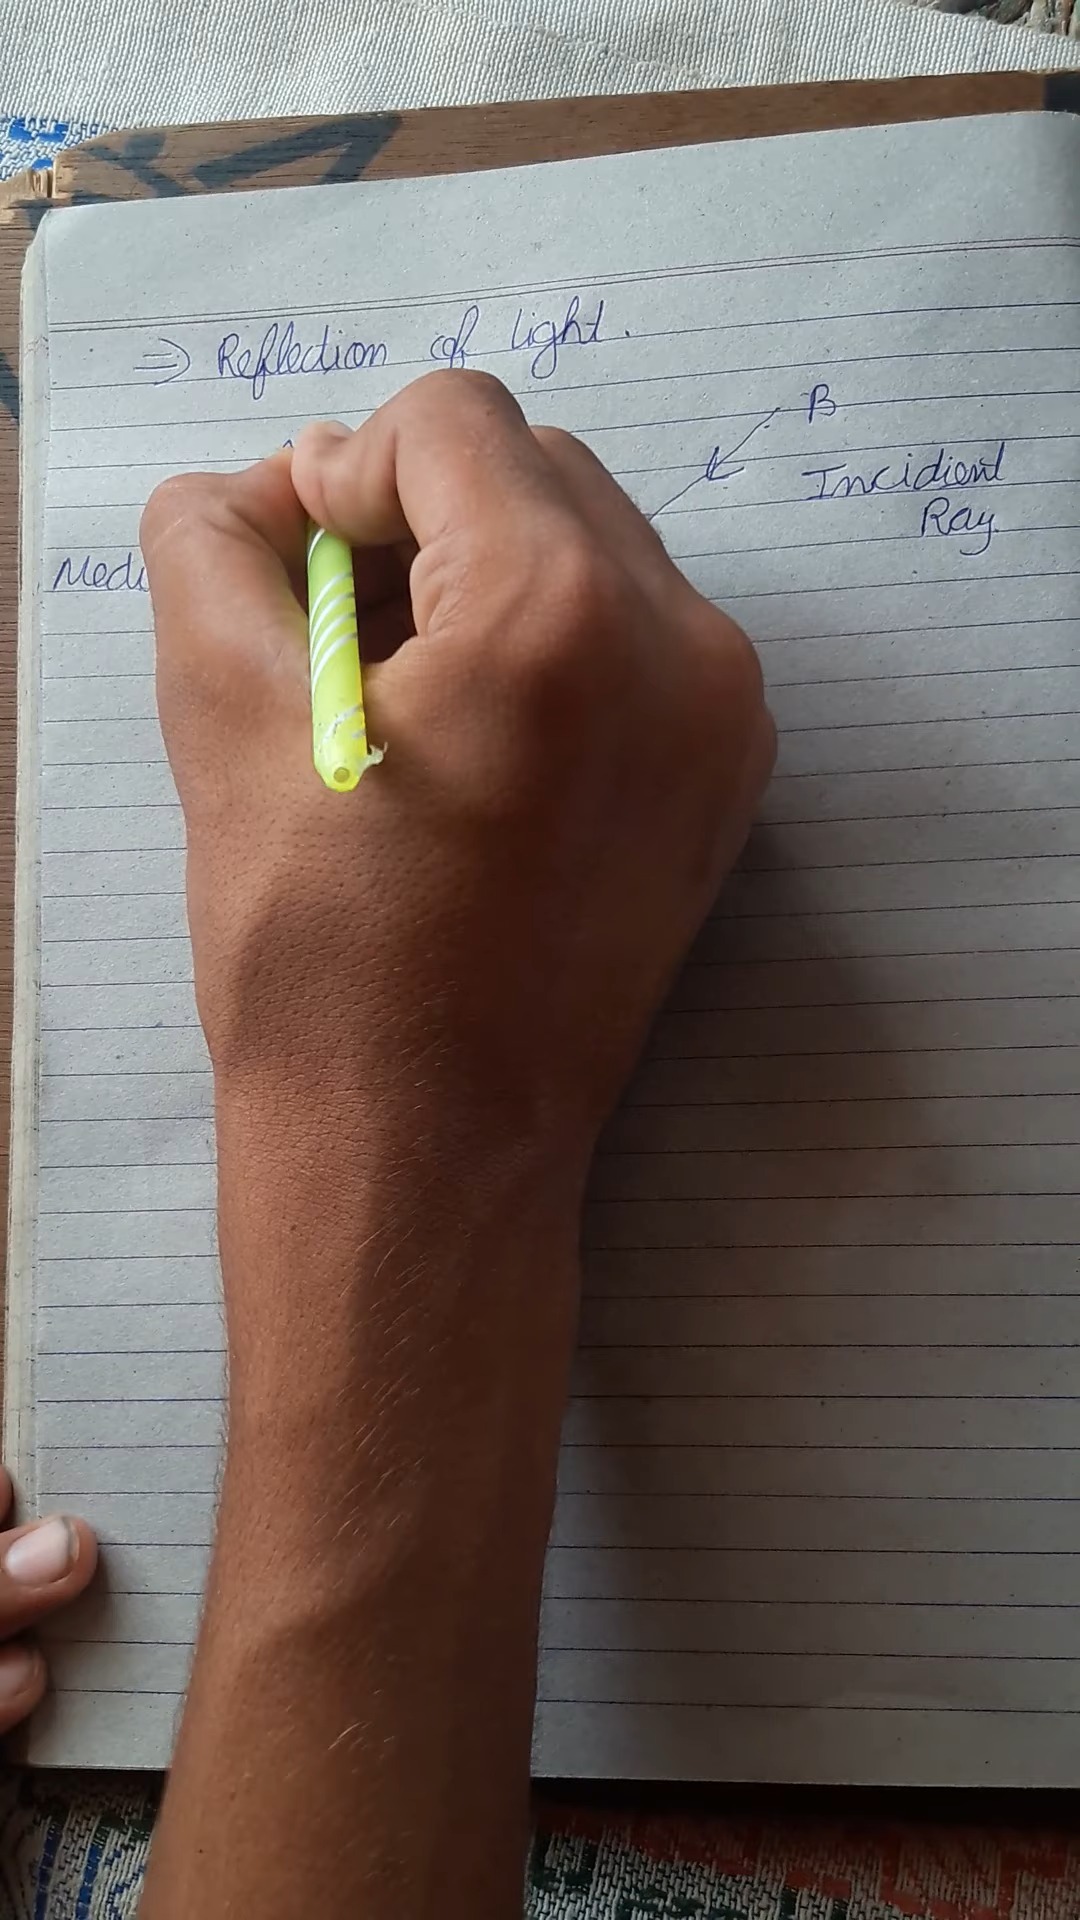 ⇒ Reflection of light.
B
Incidient
Ray.